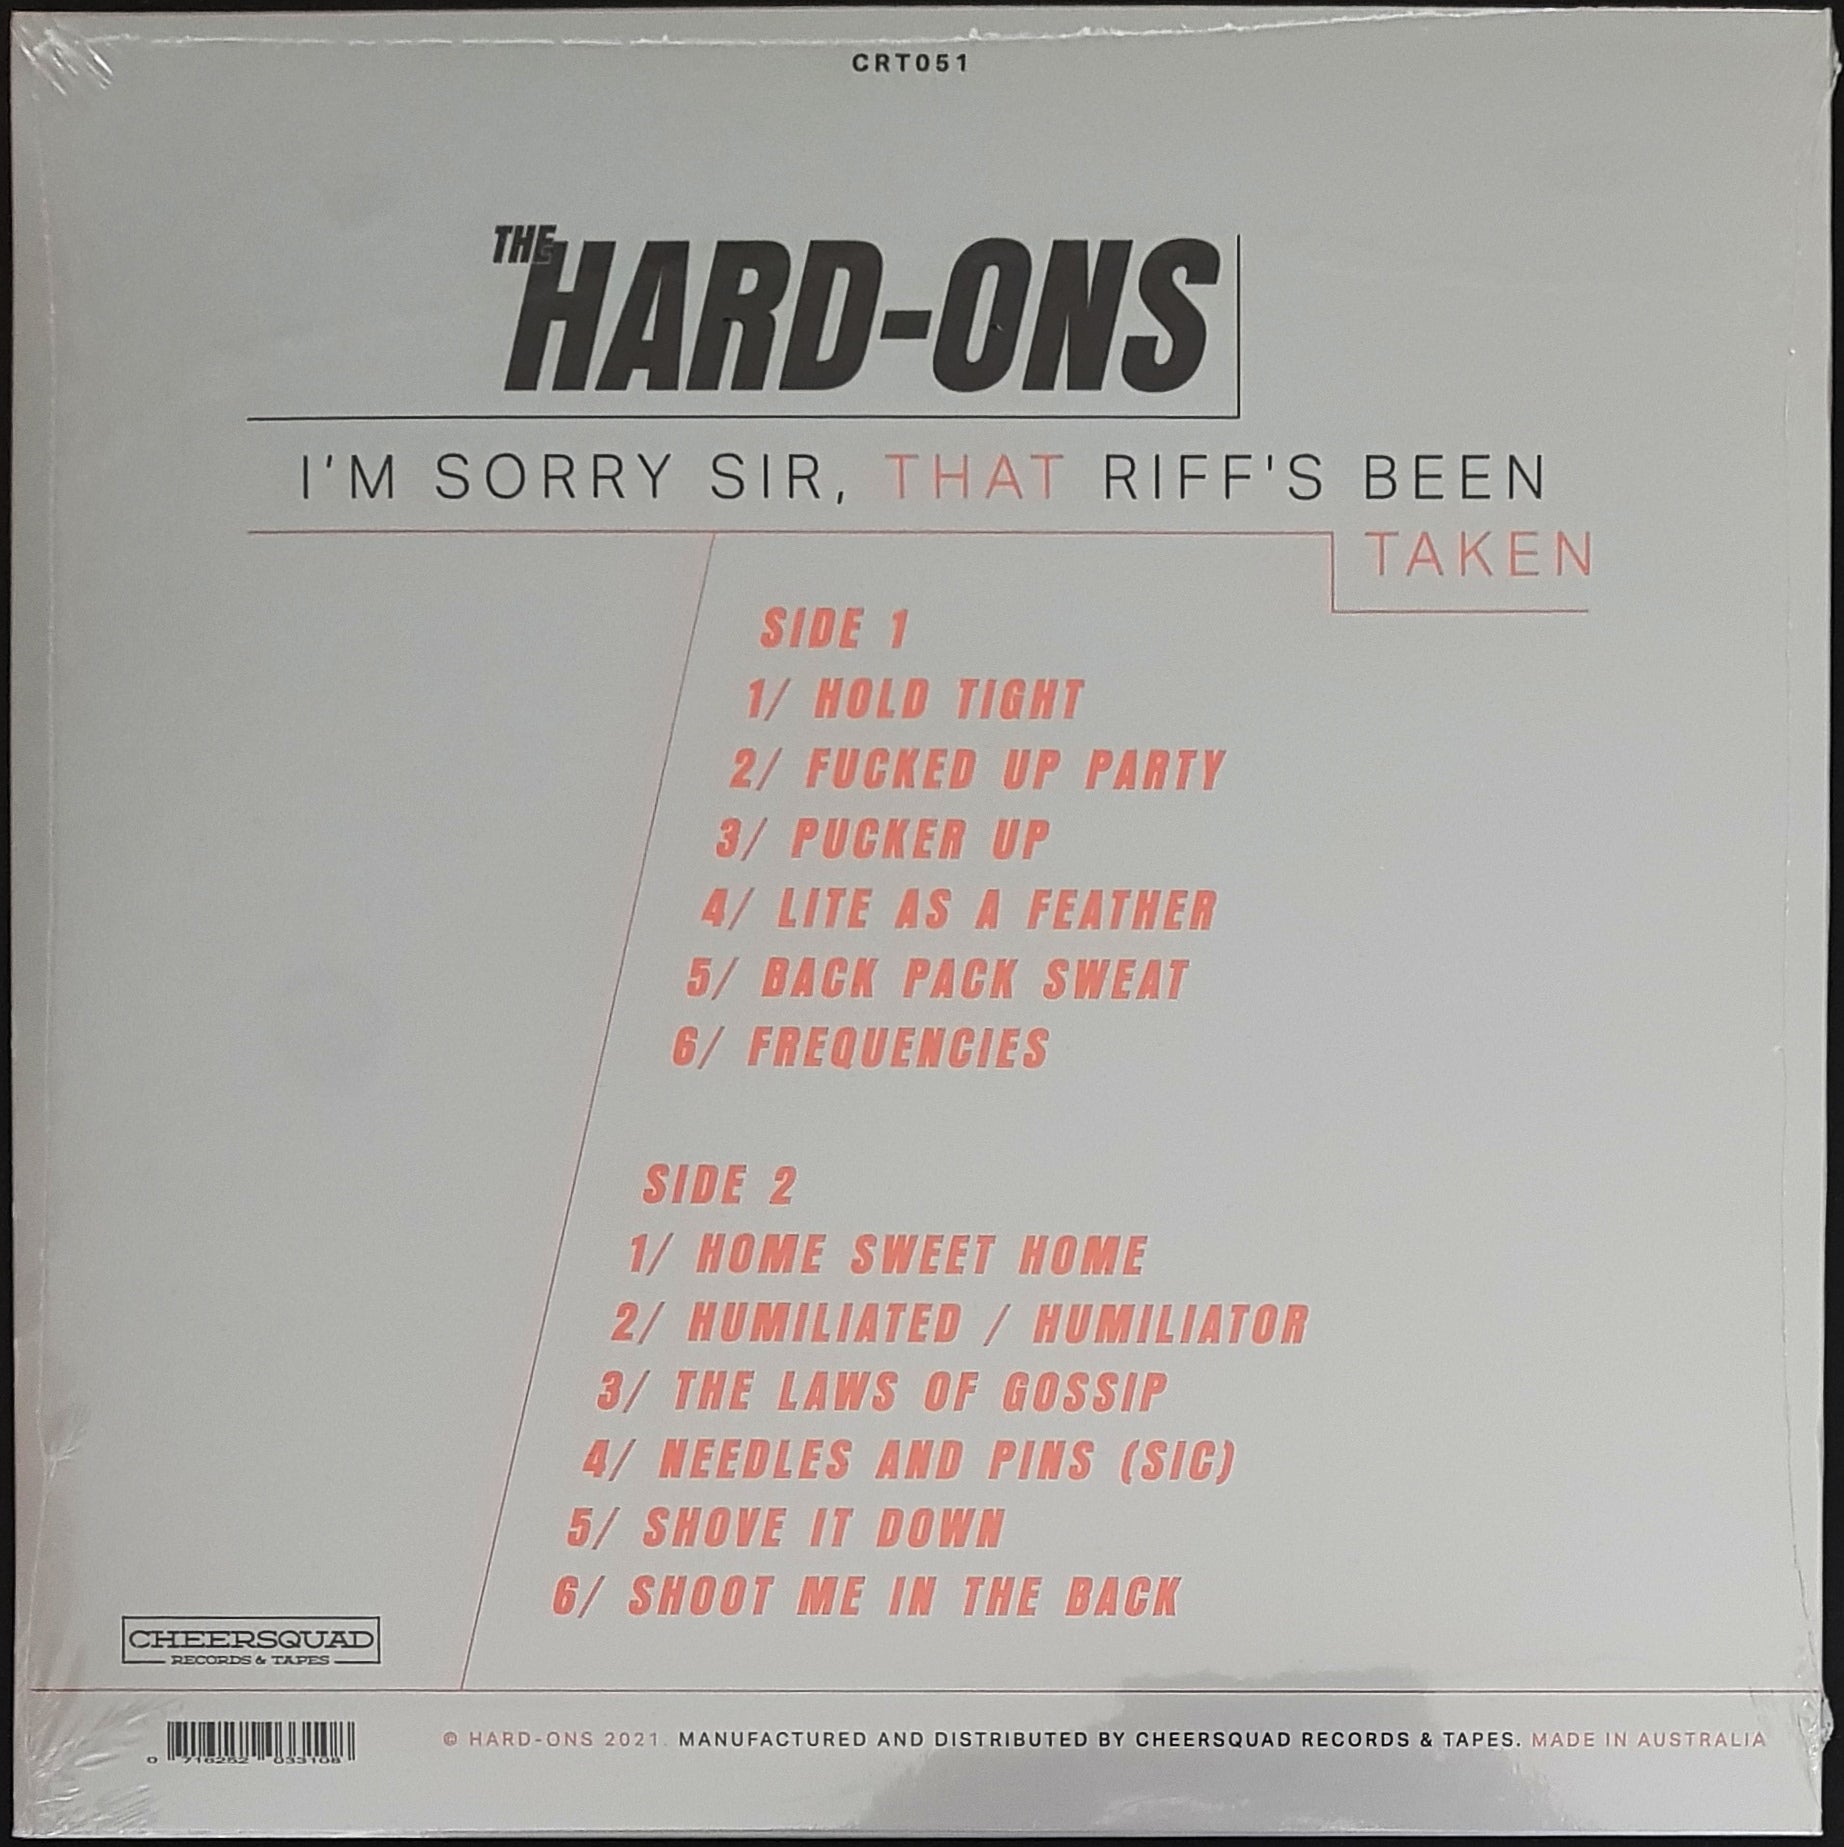 CRT051
THE HARD-ONS
I'M SORRY SIR, THAT RIFF'S BEEN
TAKEN
SIDE 1
1/ HOLD TIGHT
2/ FUCKED UP PARTY
3/ PUCKER UP
4/ LITE AS A FEATHER
5/ BACK PACK SWEAT
6/ FREQUENCIES
SIDE 2
1/ HOME SWEET HOME
2/ HUMILIATED / HUMILIATOR
3/ THE LAWS OF GOSSIP
4/ NEEDLES AND PINS (SIC)
5/ SHOVE IT DOWN
6/ SHOOT ME IN THE BACK
CHEERSQUAD
RECORDS & TAPES
0 716252 033108
© HARD-ONS 2021. MANUFACTURED AND DISTRIBUTED BY CHEERSQUAD RECORDS & TAPES. MADE IN AUSTRALIA